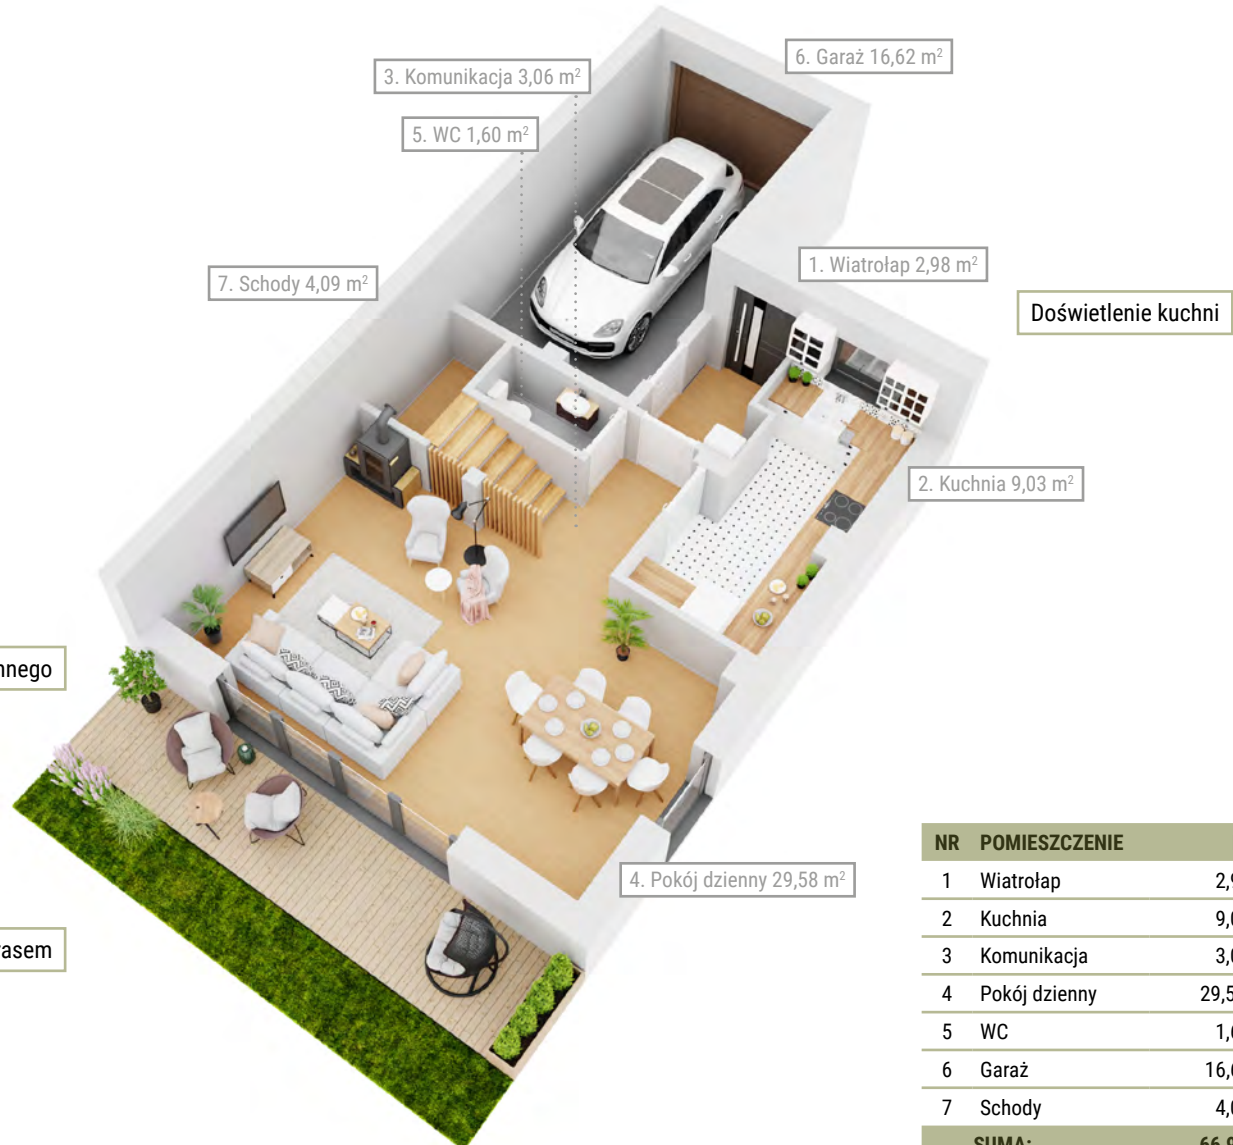 6. Garaż 16,62 m²
3. Komunikacja 3,06 m²
5. WC 1,60 m²
1. Wiatrołap 2,98 m²
7. Schody 4,09 m²
Doświetlenie kuchni
2. Kuchnia 9,03 m²
4. Pokój dzienny 29,58 m²
NR POMIESZCZENIE
1 Wiatrołap
2 Kuchnia
3 Komunikacja
4 Pokój dzienny
5 WC
6 Garaż
7 Schody
SUMA: